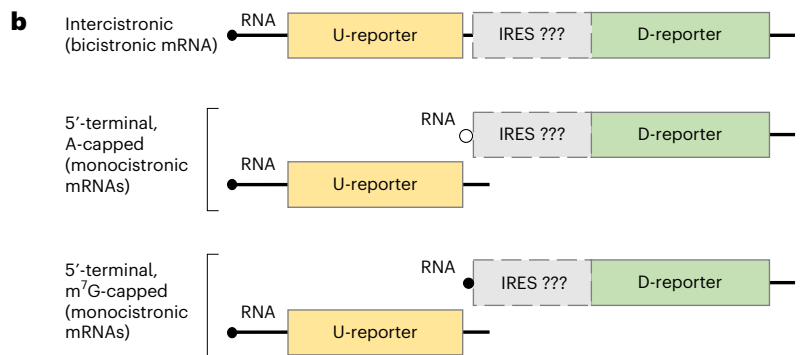 b
Intercistronic
(bicistronic mRNA)
RNA
U-reporter
IRES ???
D-reporter
5′-terminal,
A-capped
(monocistronic
mRNAs)
RNA
IRES ???
D-reporter
RNA
U-reporter
5′-terminal,
m⁷G-capped
(monocistronic
mRNAs)
RNA
IRES ???
D-reporter
RNA
U-reporter